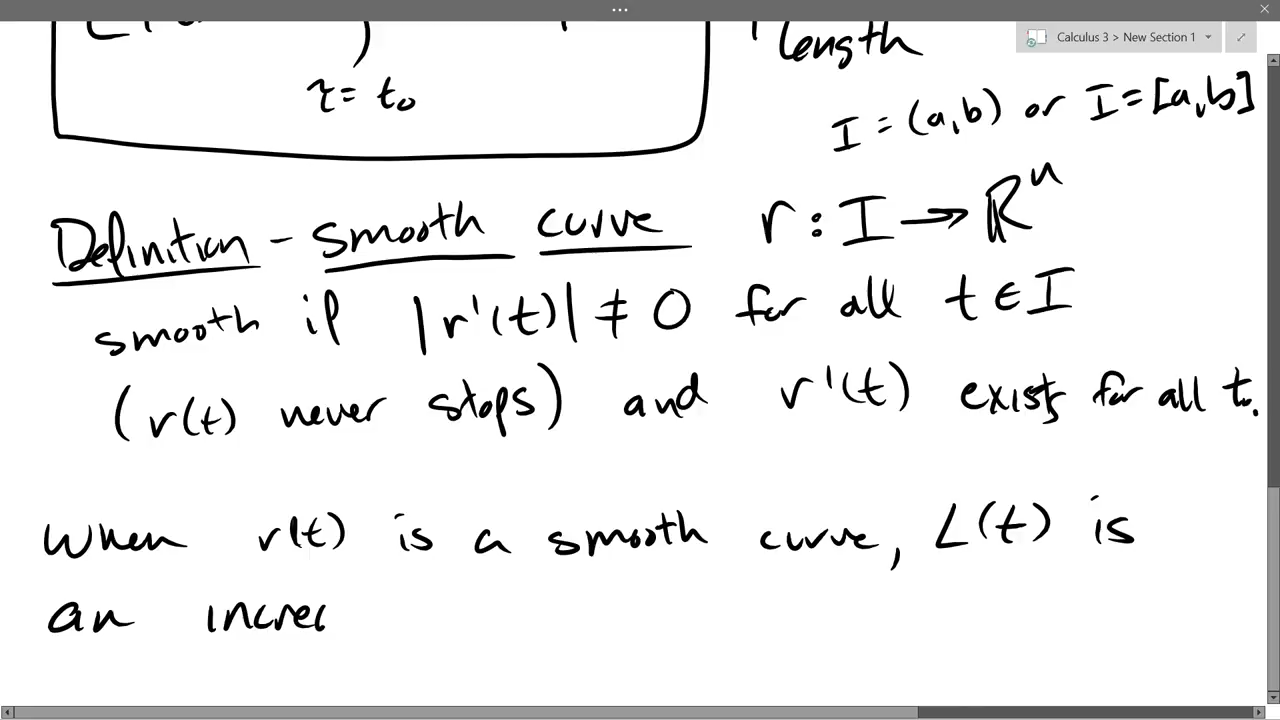 Calculus 3 > New Section 1
length
τ = t₀
I = (a,b) or I = [a,b]
Definition - smooth curve r : I → ℝⁿ
smooth if |r'(t)| ≠ 0 for all t ∈ I
(r(t) never stops) and r'(t) exists for all t.
When r(t) is a smooth curve, L(t) is
an increa